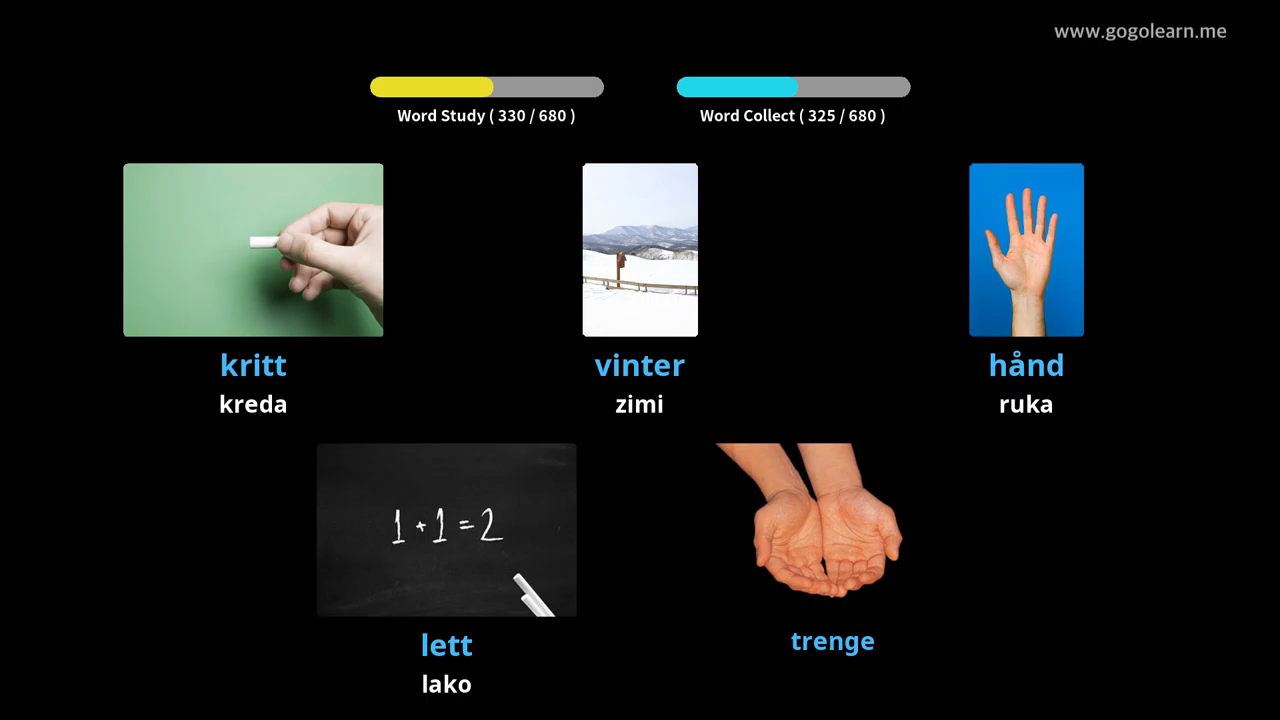 www.gogolearn.me
Word Study ( 330 / 680 )
Word Collect ( 325 / 680 )
kritt
kreda
vinter
zimi
hånd
ruka
1 + 1 = 2
lett
lako
trenge